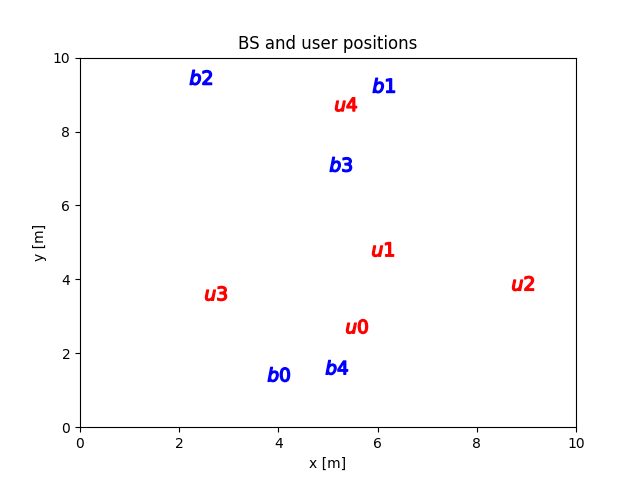 BS and user positions
10
8
6
4
2
0
y [m]
b2
b1
u4
b3
u1
u2
u3
u0
b4
b0
0 2 4 6 8 10
x [m]